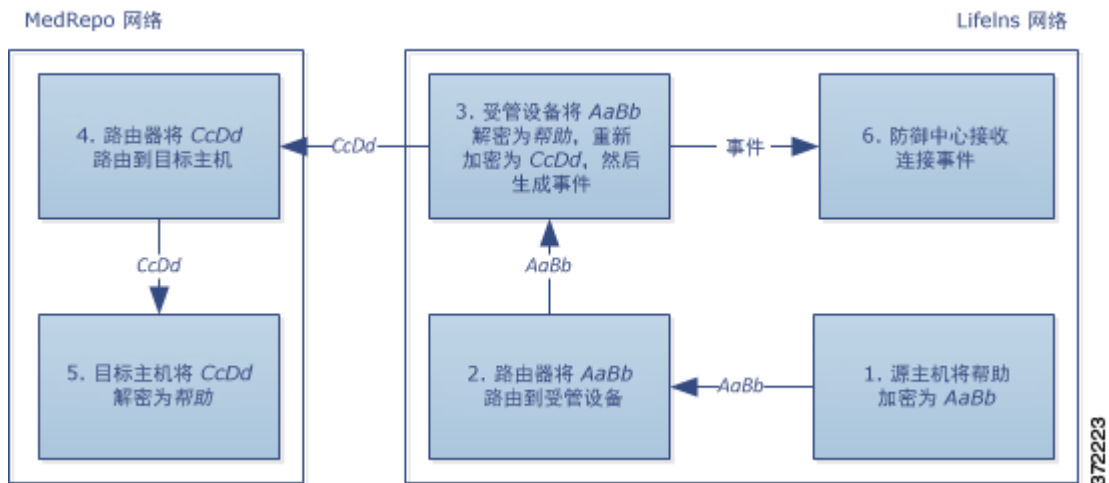 MedRepo 网络
LifeIns 网络
4. 路由器将 CcDd
路由到目标主机
CcDd
3. 受管设备将 AaBb
解密为帮助，重新
加密为 CcDd，然后
生成事件
事件
6. 防御中心接收
连接事件
CcDd
AaBb
5. 目标主机将 CcDd
解密为帮助
2. 路由器将 AaBb
路由到受管设备
AaBb
1. 源主机将帮助
加密为 AaBb
372223